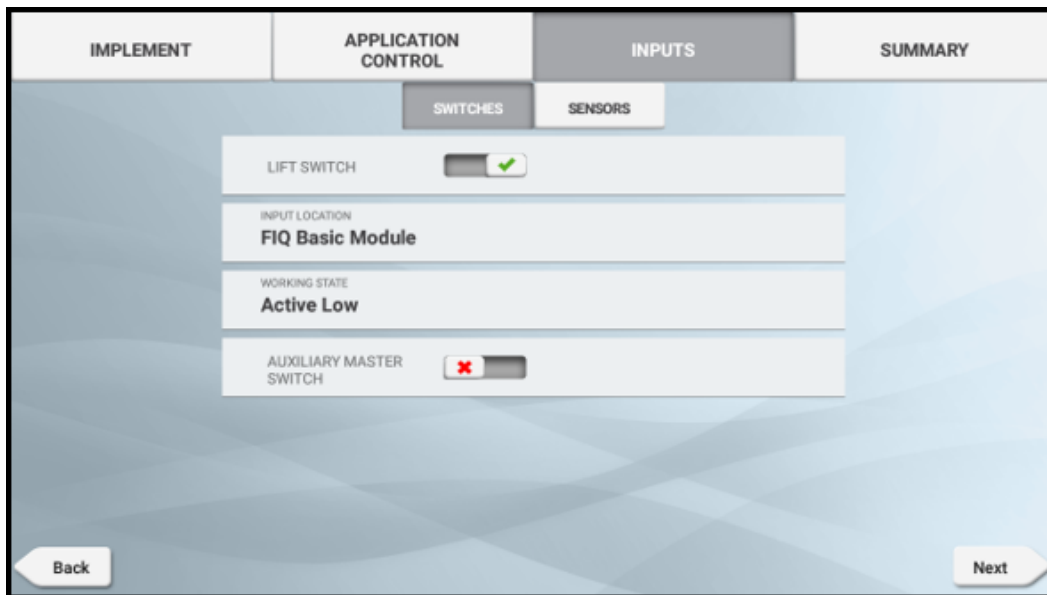 IMPLEMENT
APPLICATION
CONTROL
INPUTS
SUMMARY
SWITCHES
SENSORS
LIFT SWITCH
INPUT LOCATION
FIQ Basic Module
WORKING STATE
Active Low
AUXILIARY MASTER
SWITCH
Back
Next